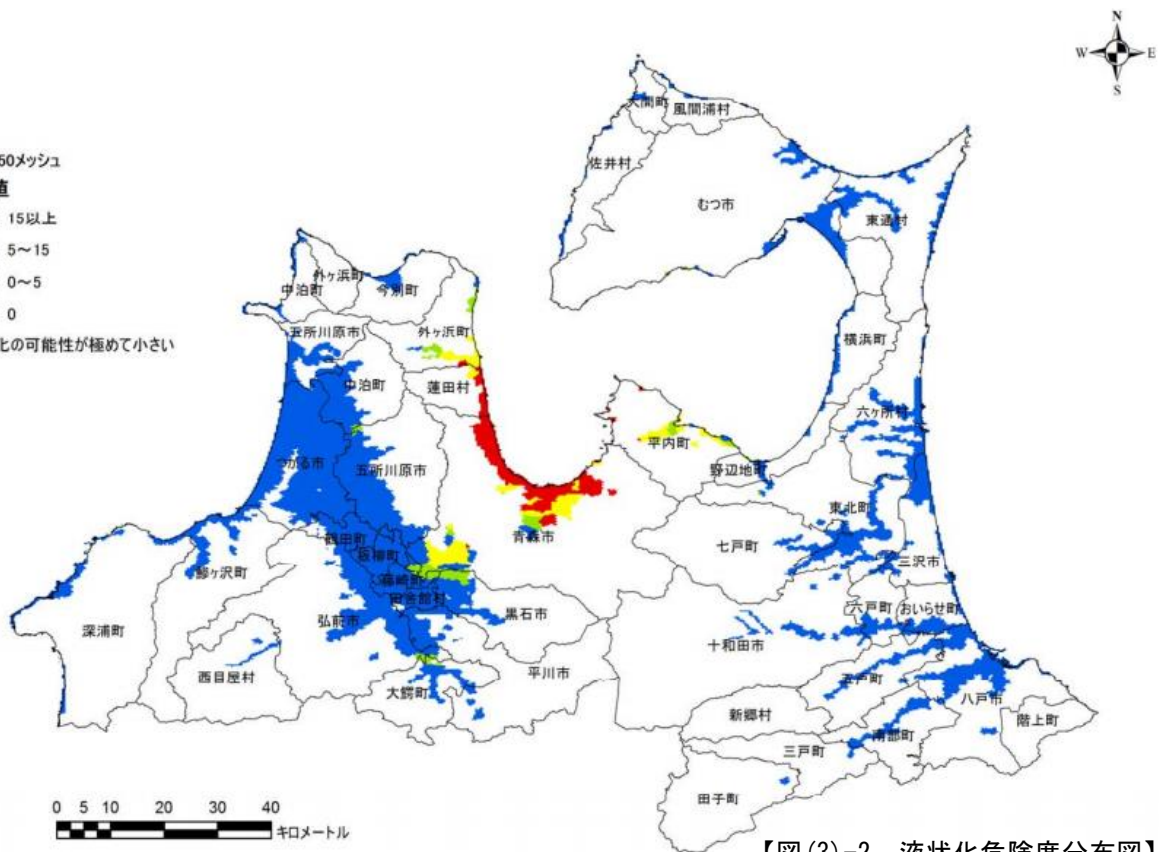 N
W E
S
50メッシュ
値
15以上
5～15
0～5
0
化の可能性が極めて小さい
大間町
風間浦村
佐井村
むつ市
東通村
外ヶ浜町
中泊町
今別町
五所川原市
外ヶ浜町
横浜町
中泊町
蓬田村
六ヶ所村
平内町
つがる市
五所川原市
野辺地町
東北町
青森市
鶴田町
七戸町
板柳町
三沢市
鰺ヶ沢町
藤崎町
田舎館村
六戸町
おいらせ町
黒石市
弘前市
深浦町
十和田市
平川市
西目屋村
五戸町
大鰐町
八戸市
新郷村
階上町
南部町
三戸町
田子町
0 5 10 20 30 40
キロメートル
【図(3)-2 液状化危険度分布図】